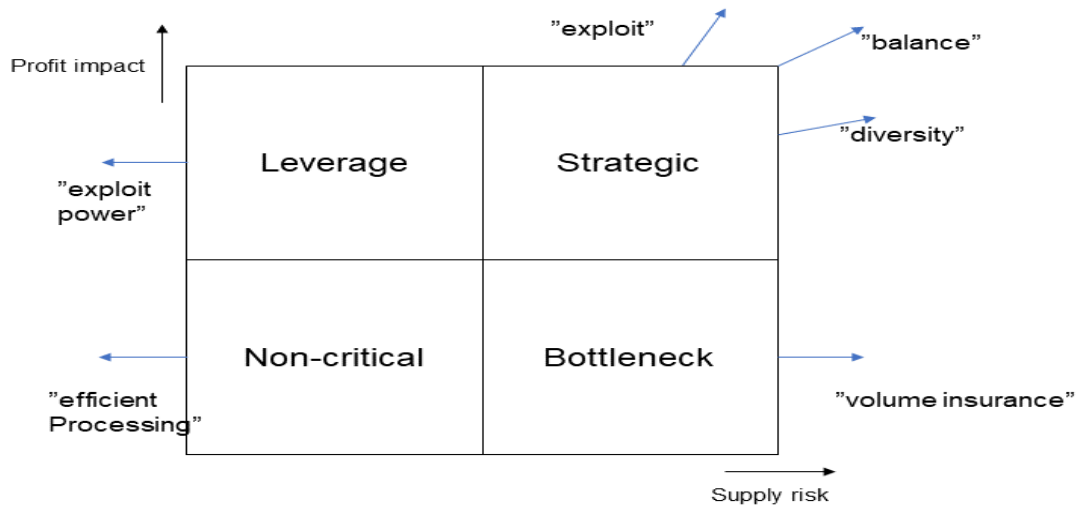 ”exploit”
”balance”
Profit impact
”diversity”
Leverage
Strategic
”exploit
power”
Non-critical
Bottleneck
”efficient
Processing”
”volume insurance”
Supply risk